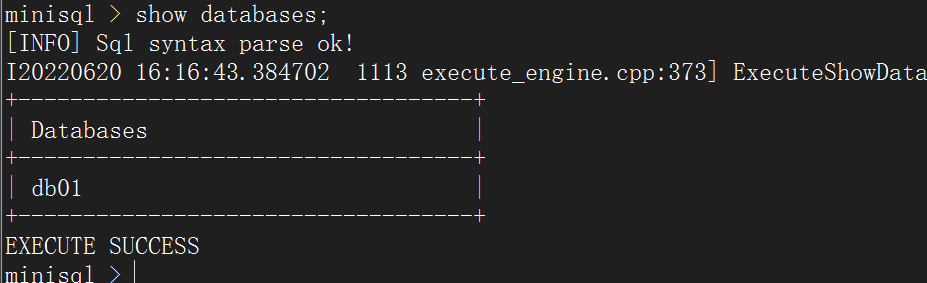 minisql > show databases;
[INFO] Sql syntax parse ok!
I20220620 16:16:43.384702  1113 execute_engine.cpp:373] ExecuteShowData
+-----------------------------------+
| Databases                         |
+-----------------------------------+
| db01                              |
+-----------------------------------+
EXECUTE SUCCESS
minisql >